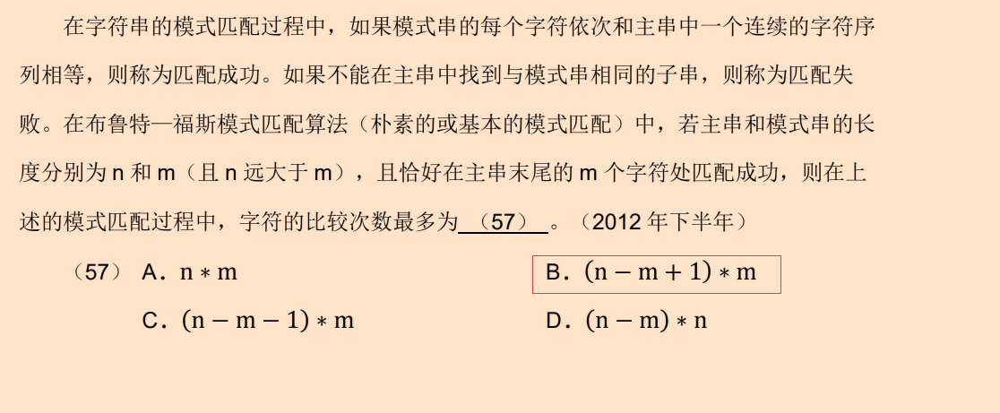 在字符串的模式匹配过程中，如果模式串的每个字符依次和主串中一个连续的字符序
列相等，则称为匹配成功。如果不能在主串中找到与模式串相同的子串，则称为匹配失
败。在布鲁特—福斯模式匹配算法（朴素的或基本的模式匹配）中，若主串和模式串的长
度分别为 n 和 m（且 n 远大于 m），且恰好在主串末尾的 m 个字符处匹配成功，则在上
述的模式匹配过程中，字符的比较次数最多为 （57） 。（2012 年下半年）
（57） A．n ∗ m B．(n − m + 1) ∗ m
C．(n − m − 1) ∗ m D．(n − m) ∗ n